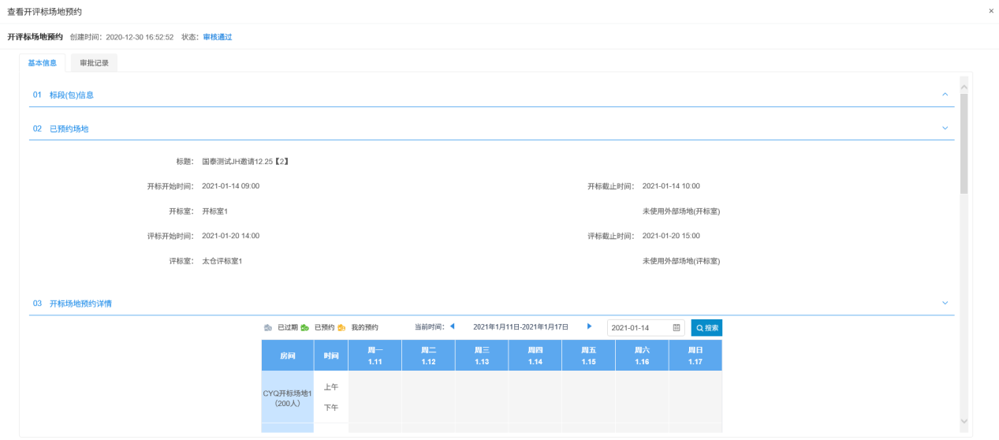 查看开评标场地预约 ×
开评标场地预约 创建时间：2020-12-30 16:52:52 状态：审核通过
基本信息 审批记录
01 标段(包)信息
02 已预约场地
标题： 国泰测试JH邀请12.25【2】
开标开始时间： 2021-01-14 09:00 开标截止时间： 2021-01-14 10:00
开标室： 开标室1 未使用外部场地(开标室)
评标开始时间： 2021-01-20 14:00 评标截止时间： 2021-01-20 15:00
评标室： 太仓评标室1 未使用外部场地(评标室)
03 开标场地预约详情
已过期 已预约 我的预约 当前时间： 2021年1月11日-2021年1月17日 2021-01-14 搜索
房间 时间 周一 周二 周三 周四 周五 周六 周日
1.11 1.12 1.13 1.14 1.15 1.16 1.17
CYQ开标场地1 上午
（200人） 下午